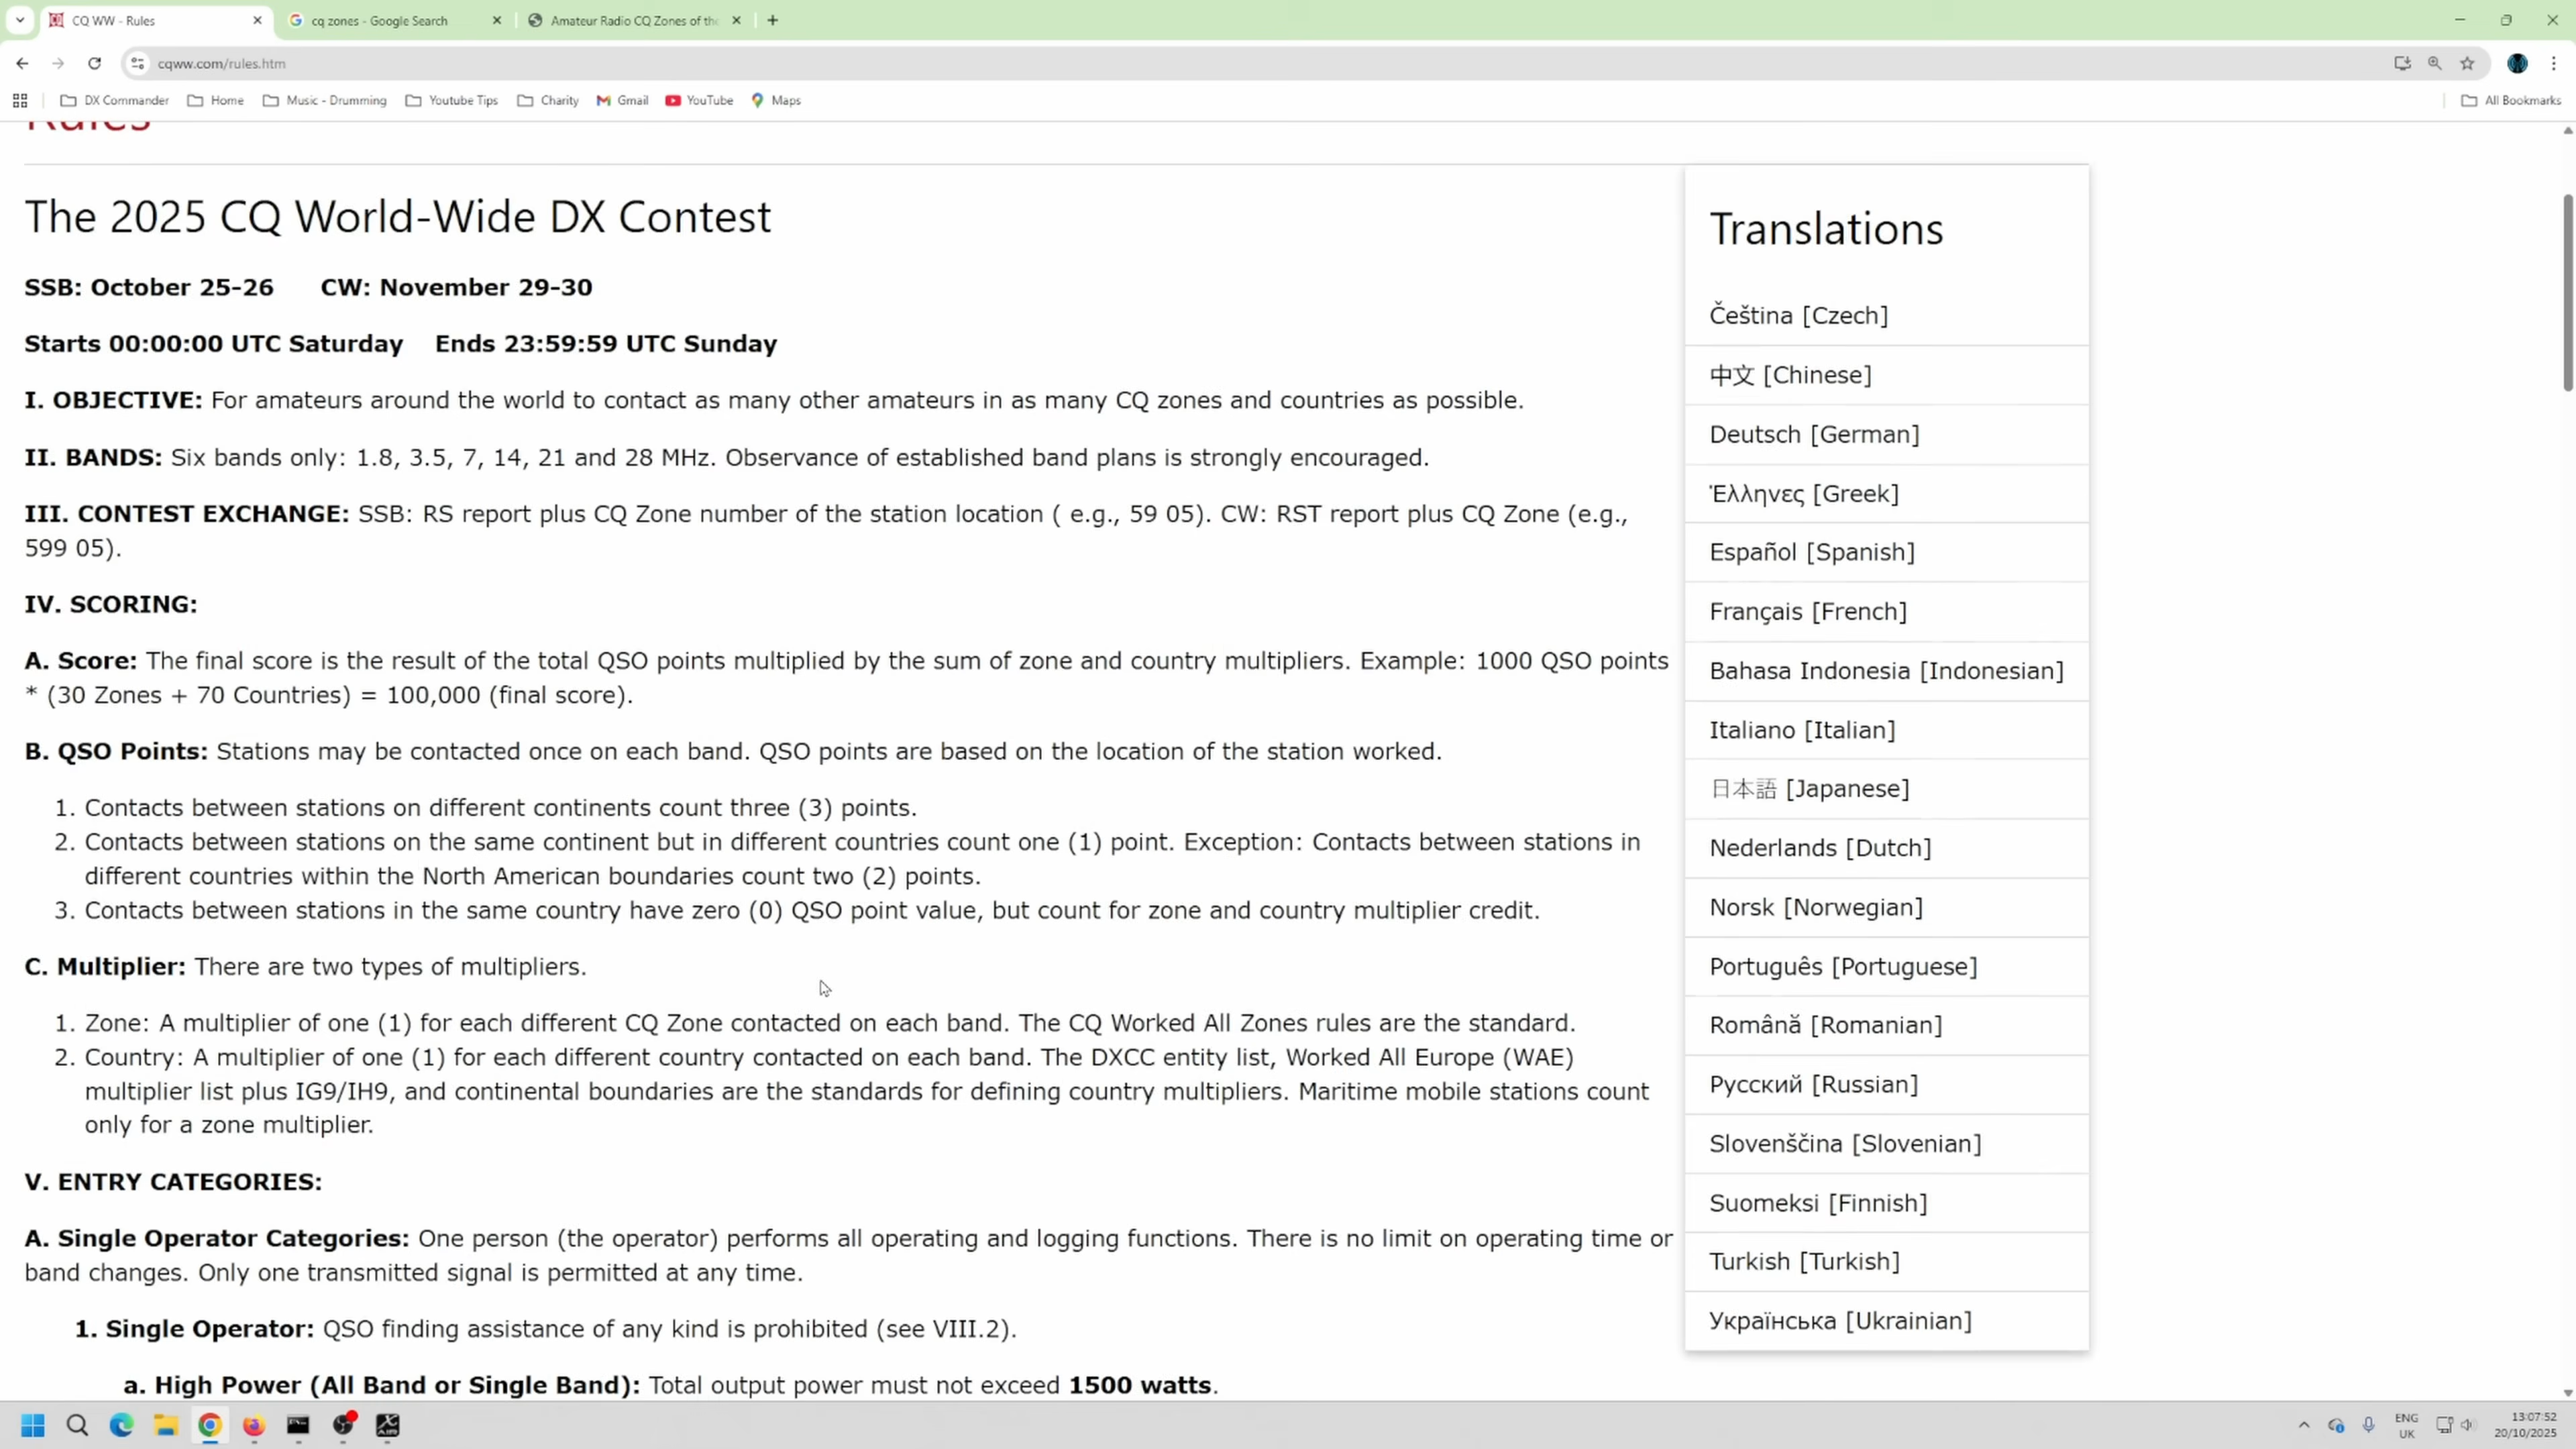 CQ WW - Rules
cq zones - Google Search
Amateur Radio CQ Zones of the
cqww.com/rules.htm
DX Commander
Home
Music - Drumming
Youtube Tips
Charity
Gmail
YouTube
Maps
All Bookmarks
Rules
The 2025 CQ World-Wide DX Contest
SSB: October 25-26 CW: November 29-30
Starts 00:00:00 UTC Saturday Ends 23:59:59 UTC Sunday
I. OBJECTIVE: For amateurs around the world to contact as many other amateurs in as many CQ zones and countries as possible.
II. BANDS: Six bands only: 1.8, 3.5, 7, 14, 21 and 28 MHz. Observance of established band plans is strongly encouraged.
III. CONTEST EXCHANGE: SSB: RS report plus CQ Zone number of the station location ( e.g., 59 05). CW: RST report plus CQ Zone (e.g.,
599 05).
IV. SCORING:
A. Score: The final score is the result of the total QSO points multiplied by the sum of zone and country multipliers. Example: 1000 QSO points
* (30 Zones + 70 Countries) = 100,000 (final score).
B. QSO Points: Stations may be contacted once on each band. QSO points are based on the location of the station worked.
1. Contacts between stations on different continents count three (3) points.
2. Contacts between stations on the same continent but in different countries count one (1) point. Exception: Contacts between stations in
different countries within the North American boundaries count two (2) points.
3. Contacts between stations in the same country have zero (0) QSO point value, but count for zone and country multiplier credit.
C. Multiplier: There are two types of multipliers.
1. Zone: A multiplier of one (1) for each different CQ Zone contacted on each band. The CQ Worked All Zones rules are the standard.
2. Country: A multiplier of one (1) for each different country contacted on each band. The DXCC entity list, Worked All Europe (WAE)
multiplier list plus IG9/IH9, and continental boundaries are the standards for defining country multipliers. Maritime mobile stations count
only for a zone multiplier.
V. ENTRY CATEGORIES:
A. Single Operator Categories: One person (the operator) performs all operating and logging functions. There is no limit on operating time or
band changes. Only one transmitted signal is permitted at any time.
1. Single Operator: QSO finding assistance of any kind is prohibited (see VIII.2).
a. High Power (All Band or Single Band): Total output power must not exceed 1500 watts.
Translations
Čeština [Czech]
中文 [Chinese]
Deutsch [German]
Έλληνες [Greek]
Español [Spanish]
Français [French]
Bahasa Indonesia [Indonesian]
Italiano [Italian]
日本語 [Japanese]
Nederlands [Dutch]
Norsk [Norwegian]
Português [Portuguese]
Română [Romanian]
Русский [Russian]
Slovenščina [Slovenian]
Suomeksi [Finnish]
Turkish [Turkish]
Українська [Ukrainian]
ENG
UK
13:07:52
20/10/2025